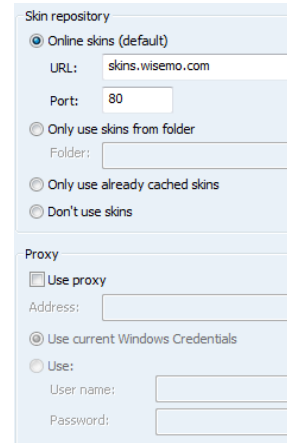 Skin repository
Online skins (default)
URL: skins.wisemo.com
Port: 80
Only use skins from folder
Folder:
Only use already cached skins
Don't use skins
Proxy
Use proxy
Address:
Use current Windows Credentials
Use:
User name:
Password: